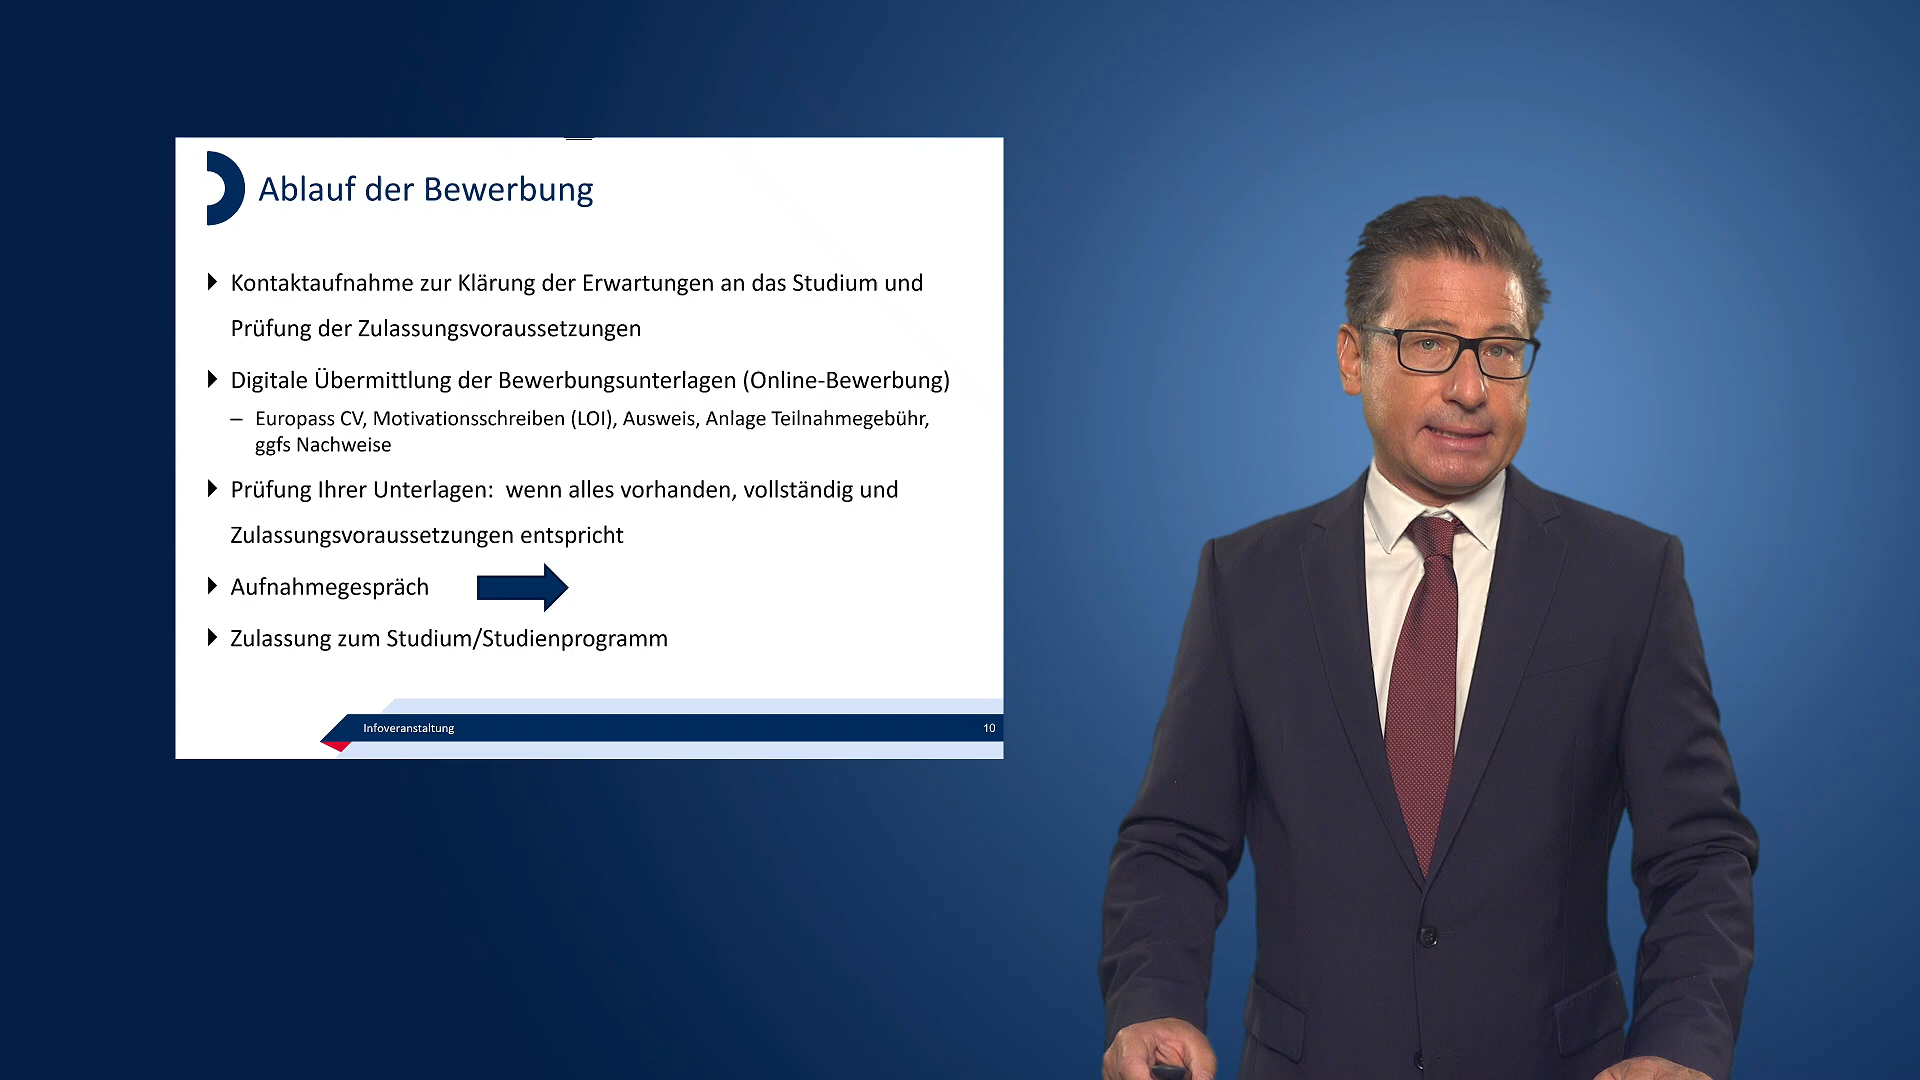 Ablauf der Bewerbung
Kontaktaufnahme zur Klärung der Erwartungen an das Studium und
Prüfung der Zulassungsvoraussetzungen
Digitale Übermittlung der Bewerbungsunterlagen (Online-Bewerbung)
– Europass CV, Motivationsschreiben (LOI), Ausweis, Anlage Teilnahmegebühr,
ggfs Nachweise
Prüfung Ihrer Unterlagen: wenn alles vorhanden, vollständig und
Zulassungsvoraussetzungen entspricht
Aufnahmegespräch
Zulassung zum Studium/Studienprogramm
Infoveranstaltung 10